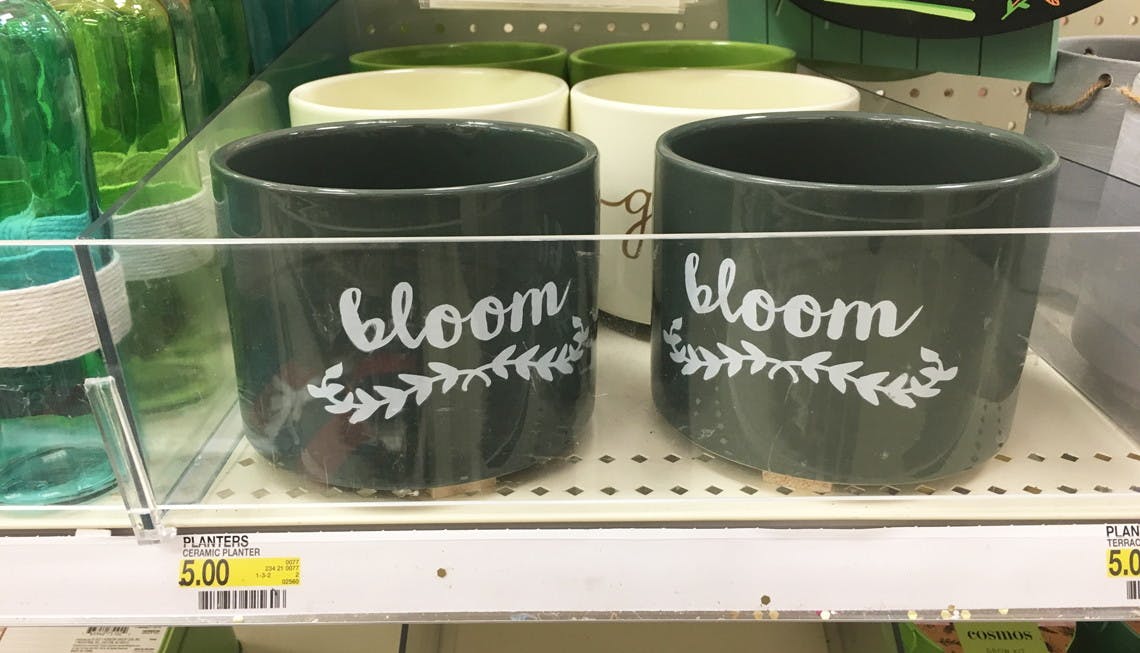 bloom
bloom
g
PLANTERS
CERAMIC PLANTER
5.00
0077
234 21 0077
1-3-2 2
02560
PLAN
TERRAC
5.0
cosmos